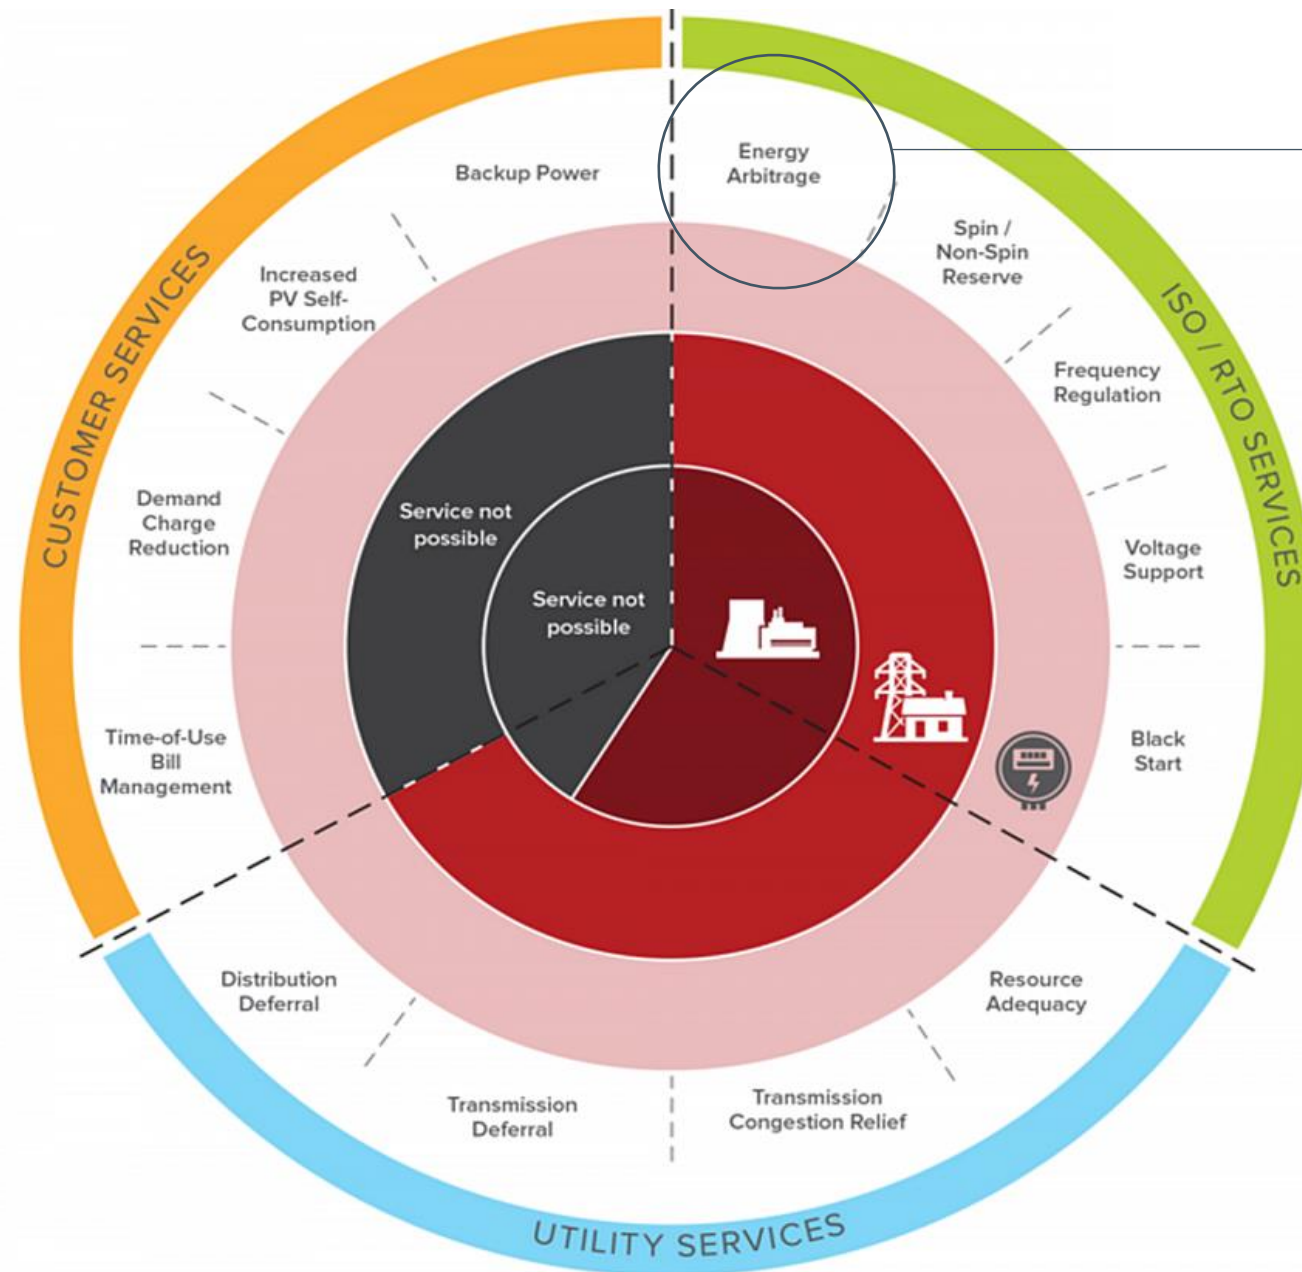 Energy
Arbitrage
Backup Power
Spin /
Non-Spin
Reserve
Increased
PV Self-
Consumption
Frequency
Regulation
CUSTOMER SERVICES
ISO / RTO SERVICES
Demand
Charge
Reduction
Service not
possible
Voltage
Support
Service not
possible
Time-of-Use
Bill
Management
Black
Start
Distribution
Deferral
Resource
Adequacy
Transmission
Deferral
Transmission
Congestion Relief
UTILITY SERVICES